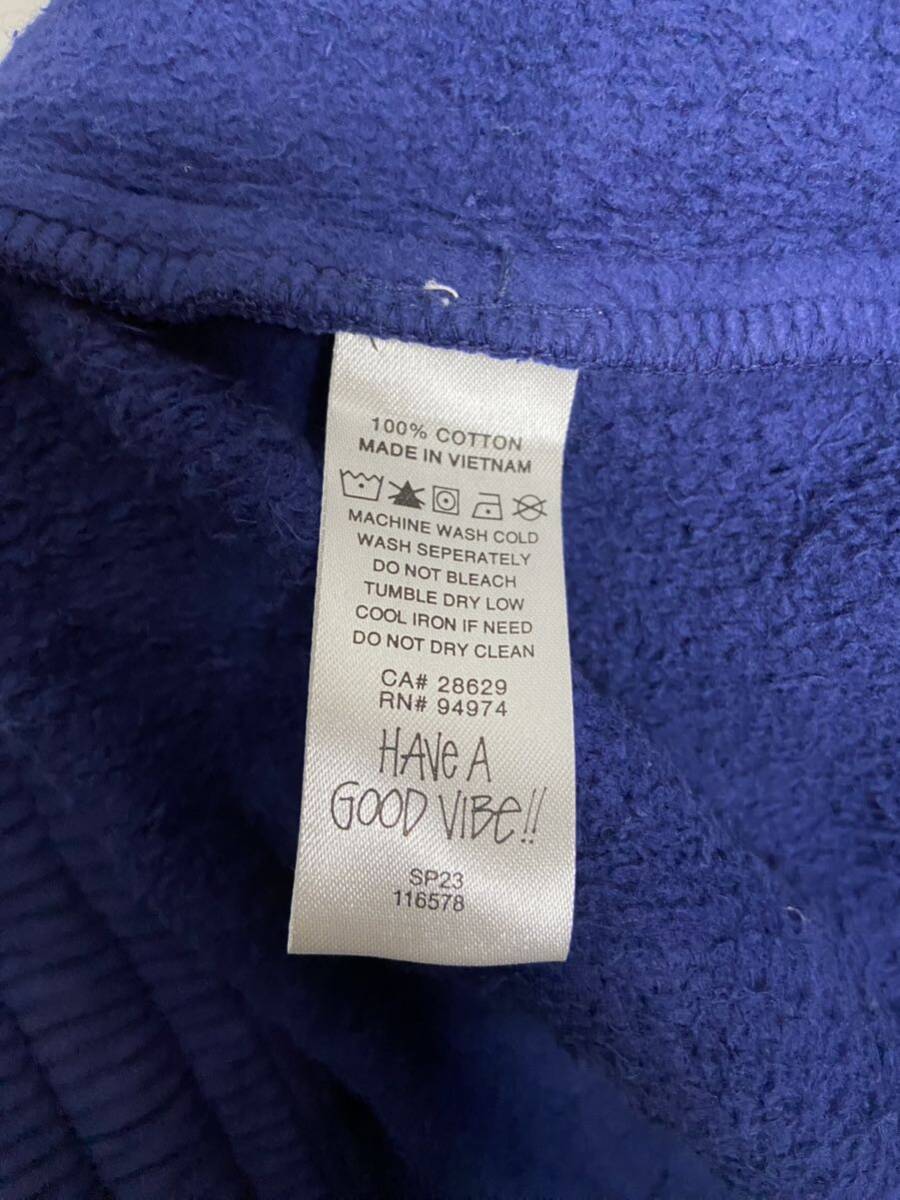 100% COTTON
MADE IN VIETNAM
MACHINE WASH COLD
WASH SEPERATELY
DO NOT BLEACH
TUMBLE DRY LOW
COOL IRON IF NEED
DO NOT DRY CLEAN
CA# 28629
RN# 94974
HAVe A
GOOD VIBe!!
SP23
116578